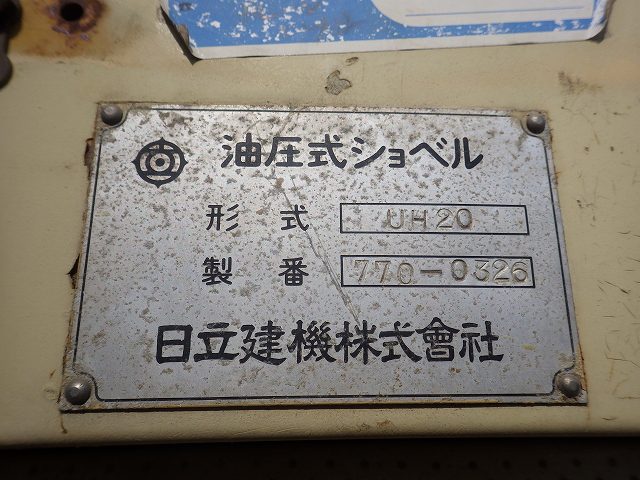 油圧式ショベル
形式 UH20
製番 770-0326
日立建機株式會社